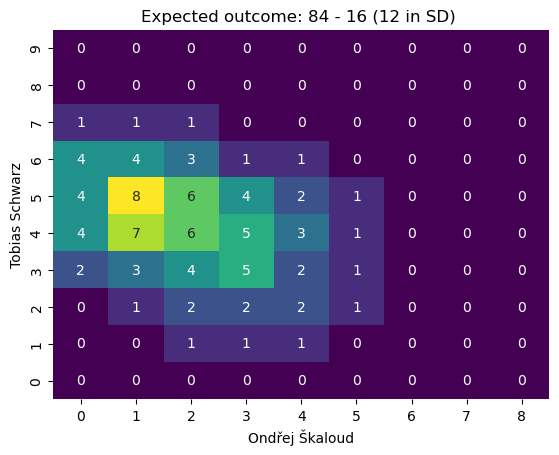 Expected outcome: 84 - 16 (12 in SD)
Tobias Schwarz
9 0 0 0 0 0 0 0 0 0
8 0 0 0 0 0 0 0 0 0
7 1 1 1 0 0 0 0 0 0
6 4 4 3 1 1 0 0 0 0
5 4 8 6 4 2 1 0 0 0
4 4 7 6 5 3 1 0 0 0
3 2 3 4 5 2 1 0 0 0
2 0 1 2 2 2 1 0 0 0
1 0 0 1 1 1 0 0 0 0
0 0 0 0 0 0 0 0 0 0
0 1 2 3 4 5 6 7 8
Ondřej Škaloud